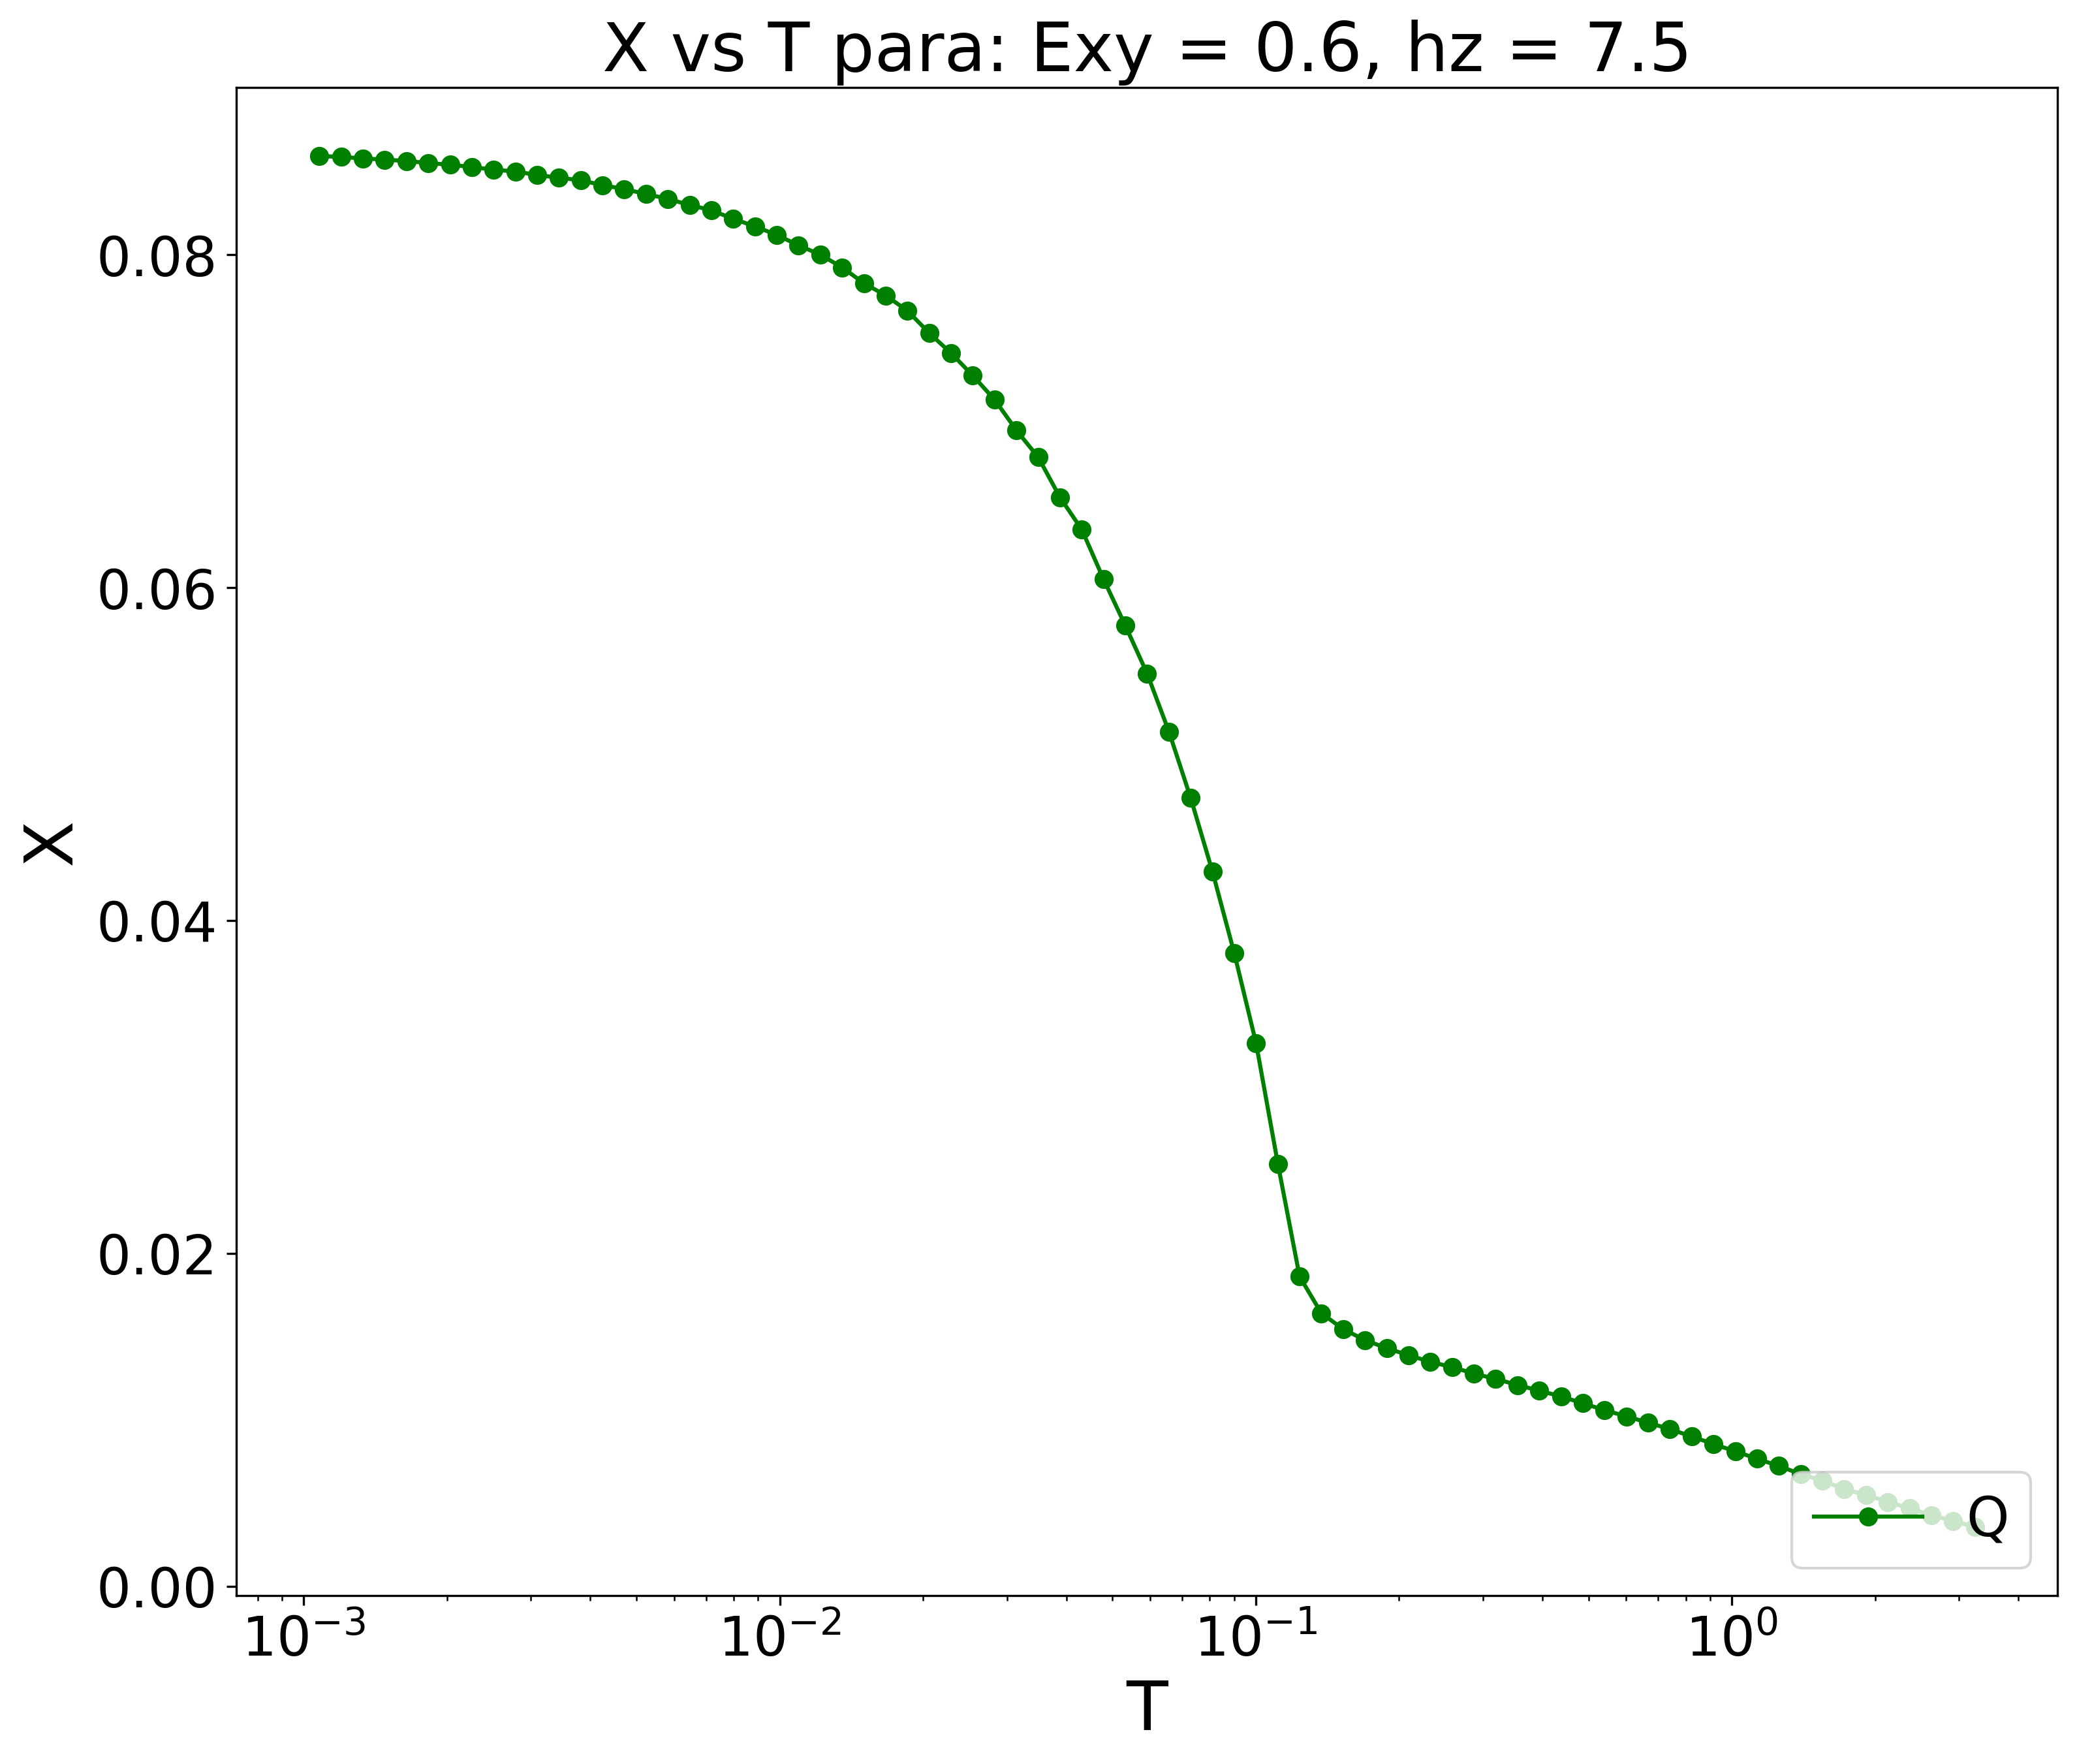 X vs T para: Exy = 0.6, hz = 7.5
X
0.08
0.06
0.04
0.02
0.00
10⁻³ 10⁻² 10⁻¹ 10⁰
T
Q